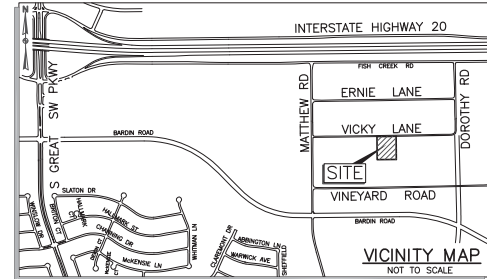 N
INTERSTATE HIGHWAY 20
FISH CREEK RD
S GREAT SW PKWY
MATTHEW RD
ERNIE LANE
DOROTHY RD
BARDIN ROAD
VICKY LANE
SITE
SLATON DR
VINEYARD ROAD
HALLMARK ST
BARDIN ROAD
CHANNING DR
WHITMAN LN
CLAREMONT DR
ABBINGTON LN
MCKENZIE LN
WARWICK AVE
SHEFFIELD
VICINITY MAP
NOT TO SCALE